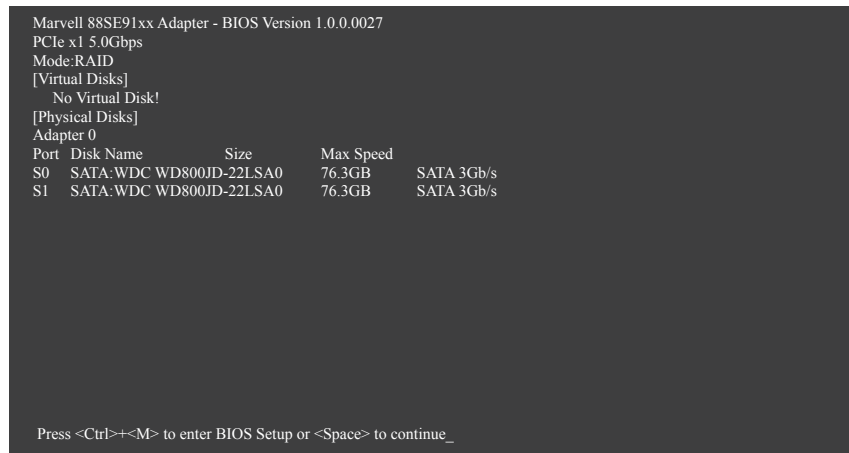 Marvell 88SE91xx Adapter - BIOS Version 1.0.0.0027
PCIe x1 5.0Gbps
Mode:RAID
[Virtual Disks]
No Virtual Disk!
[Physical Disks]
Adapter 0
Port Disk Name Size Max Speed
S0 SATA:WDC WD800JD-22LSA0 76.3GB SATA 3Gb/s
S1 SATA:WDC WD800JD-22LSA0 76.3GB SATA 3Gb/s
Press <Ctrl>+<M> to enter BIOS Setup or <Space> to continue_